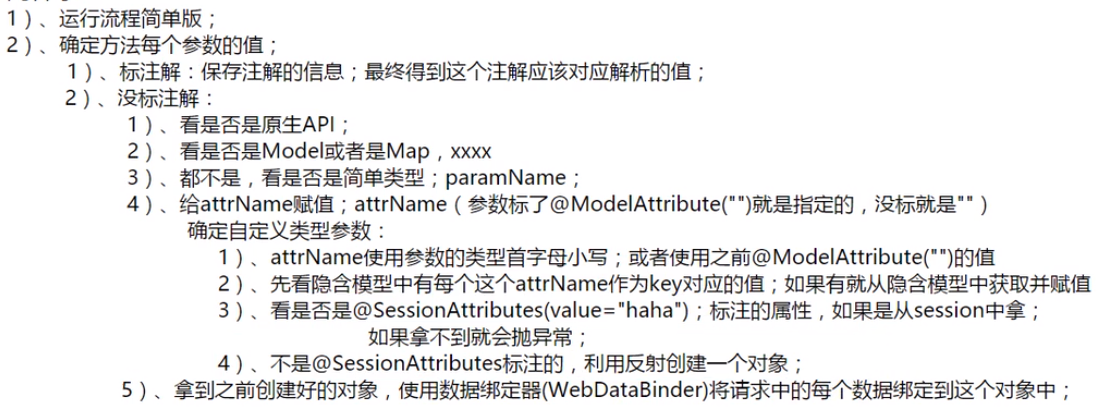 1）、运行流程简单版；
2）、确定方法每个参数的值；
1）、标注解：保存注解的信息；最终得到这个注解应该对应解析的值；
2）、没标注解：
1）、看是否是原生API；
2）、看是否是Model或者是Map，xxxx
3）、都不是，看是否是简单类型；paramName；
4）、给attrName赋值；attrName（参数标了@ModelAttribute("")就是指定的，没标就是""）
确定自定义类型参数：
1）、attrName使用参数的类型首字母小写；或者使用之前@ModelAttribute("")的值
2）、先看隐含模型中有每个这个attrName作为key对应的值；如果有就从隐含模型中获取并赋值
3）、看是否是@SessionAttributes(value="haha")；标注的属性，如果是从session中拿；
如果拿不到就会抛异常；
4）、不是@SessionAttributes标注的，利用反射创建一个对象；
5）、拿到之前创建好的对象，使用数据绑定器(WebDataBinder)将请求中的每个数据绑定到这个对象中；